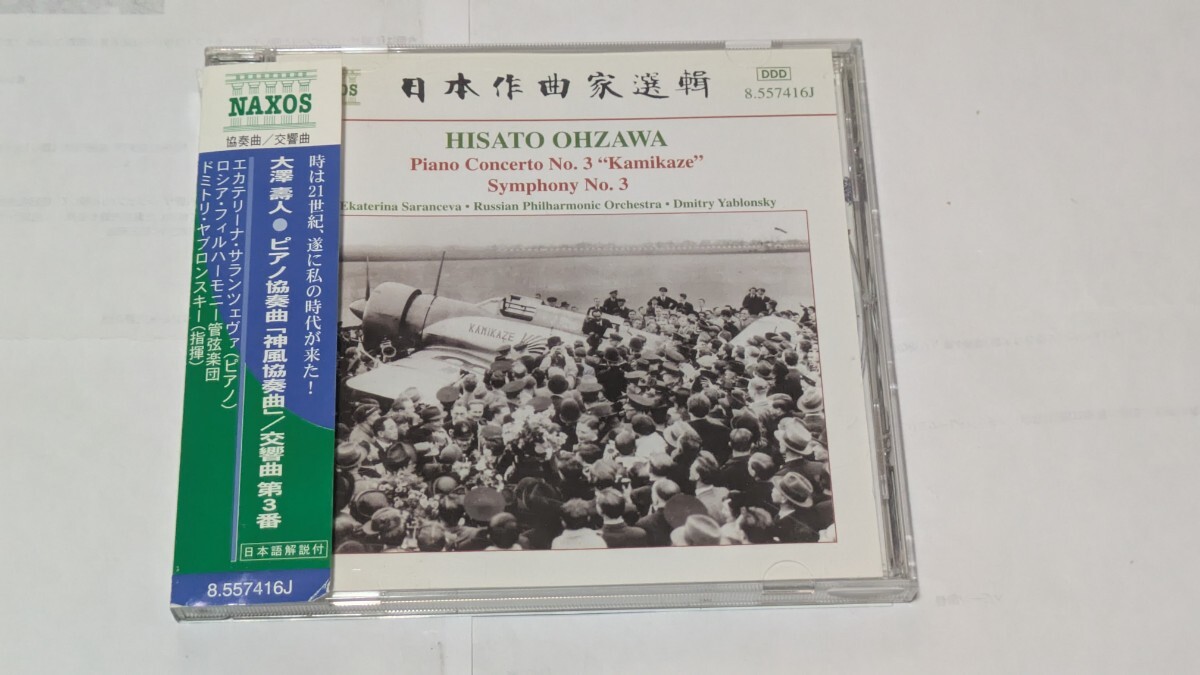 NAXOS
協奏曲／交響曲
時は21世紀、遂に私の時代が来た!
大澤 壽人● ピアノ協奏曲「神風協奏曲」／交響曲 第3番
エカテリーナ・サランツェヴァ(ピアノ)
ロシア・フィルハーモニー管弦楽団
ドミトリ・ヤブロンスキー(指揮)
日本語解説付
8.557416J
OS
日本作曲家選輯
DDD
8.557416J
HISATO OHZAWA
Piano Concerto No. 3 “Kamikaze”
Symphony No. 3
Ekaterina Saranceva • Russian Philharmonic Orchestra • Dmitry Yablonsky
KAMIKAZE